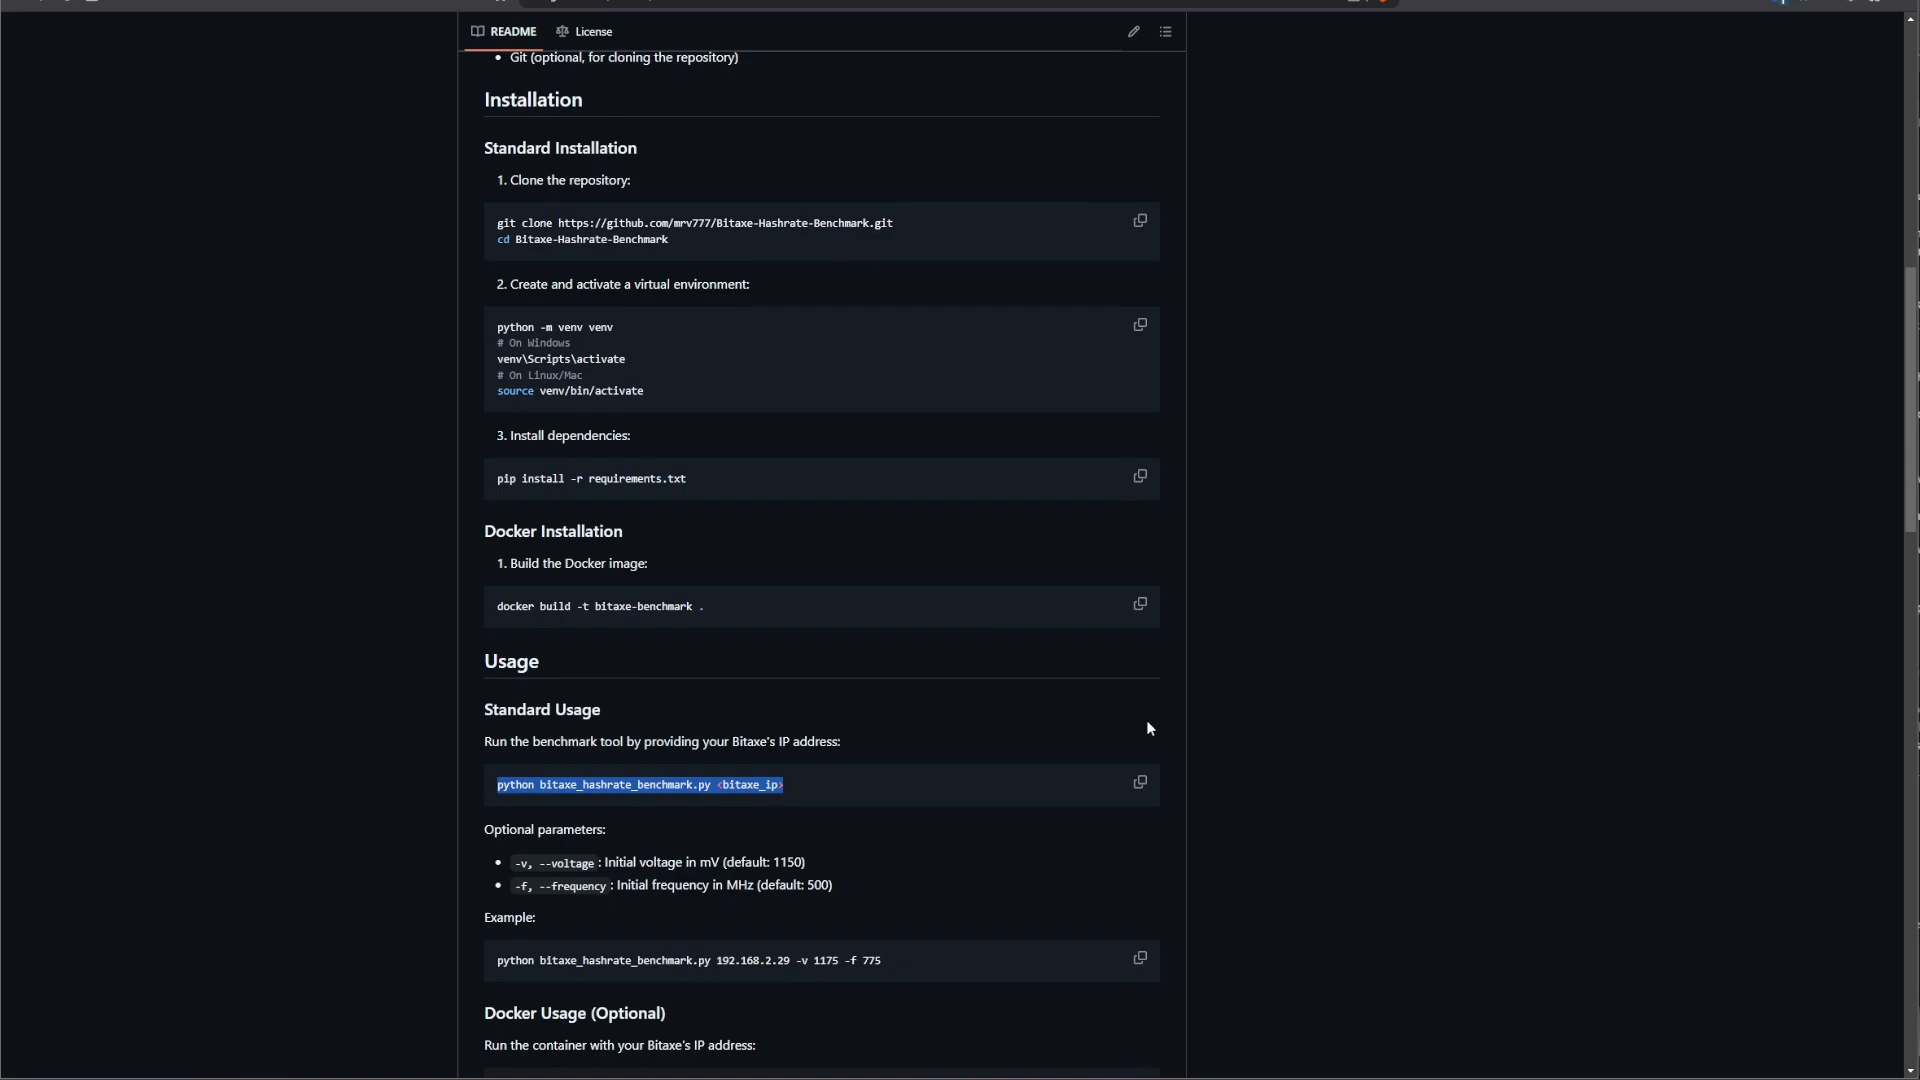 README
License
Git (optional, for cloning the repository)
Installation
Standard Installation
1. Clone the repository:
git clone https://github.com/mrv777/Bitaxe-Hashrate-Benchmark.git
cd Bitaxe-Hashrate-Benchmark
2. Create and activate a virtual environment:
python -m venv venv
# On Windows
venv\Scripts\activate
# On Linux/Mac
source venv/bin/activate
3. Install dependencies:
pip install -r requirements.txt
Docker Installation
1. Build the Docker image:
docker build -t bitaxe-benchmark .
Usage
Standard Usage
Run the benchmark tool by providing your Bitaxe's IP address:
python bitaxe_hashrate_benchmark.py <bitaxe_ip>
Optional parameters:
-v, --voltage : Initial voltage in mV (default: 1150)
-f, --frequency : Initial frequency in MHz (default: 500)
Example:
python bitaxe_hashrate_benchmark.py 192.168.2.29 -v 1175 -f 775
Docker Usage (Optional)
Run the container with your Bitaxe's IP address: